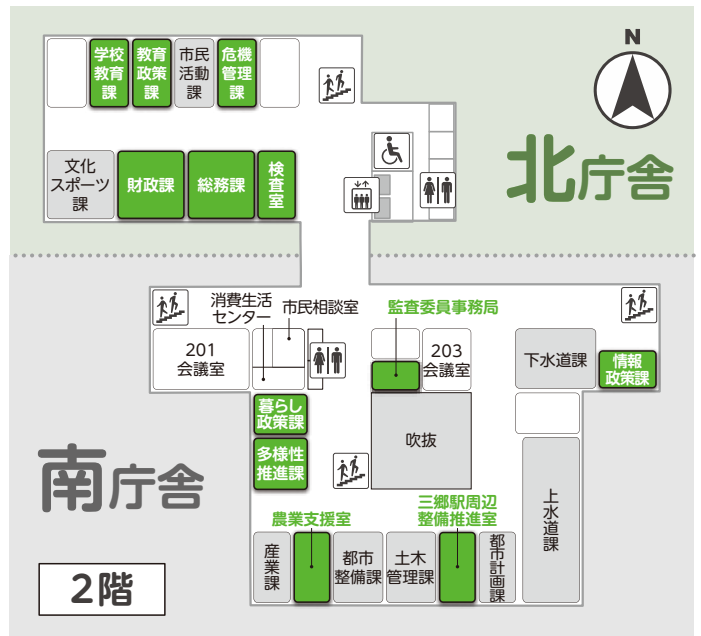 N
学校
教育
課
教育
政策
課
市民
活動
課
危機
管理
課
北庁舎
文化
スポーツ
課
財政課
総務課
検
査
室
消費生活
センター
市民相談室
監査委員事務局
201
会議室
203
会議室
下水道課
情報
政策課
暮らし
政策課
多様性
推進課
吹抜
南庁舎
農業支援室
三郷駅周辺
整備推進室
上水道課
産業課
都市
整備課
土木
管理課
都市計画課
2階